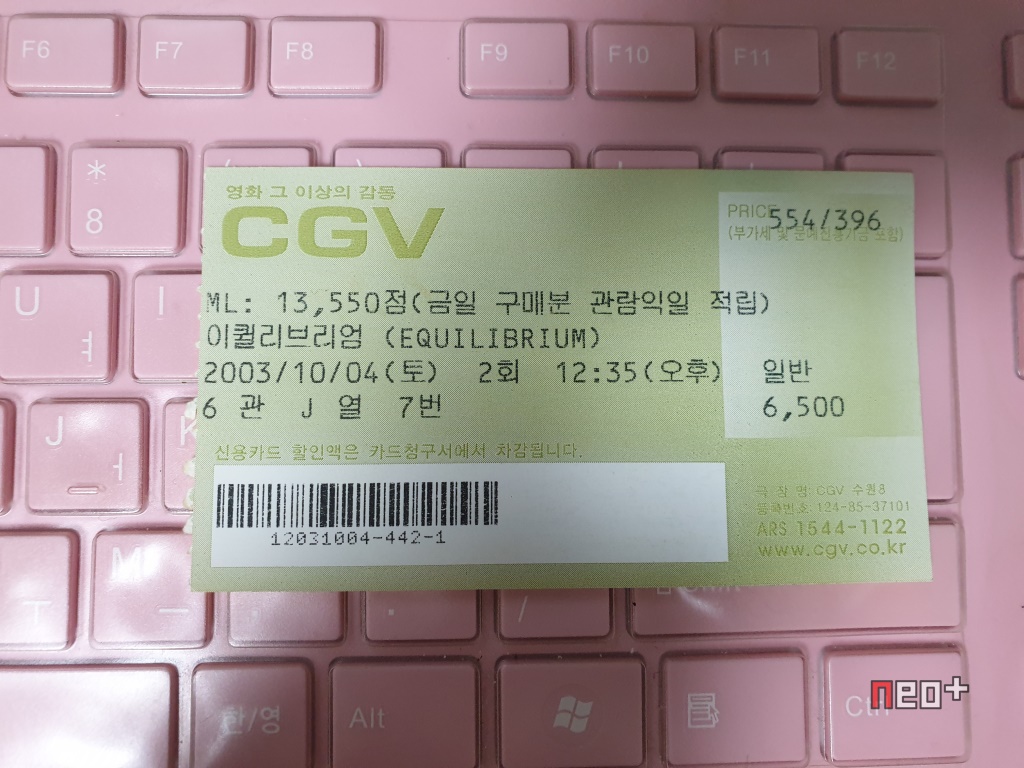 F6 F7 F8 F9 F10 F11 F12
*
8
영화 그 이상의 감동
CGV
PRICE 554/396
(부가세 및 문예진흥기금 포함)
ML: 13,550점(금일 구매분 관람익일 적립)
이퀼리브리엄 (EQUILIBRIUM)
2003/10/04(토) 2회 12:35(오후) 일반
6 관 J 열 7번 6,500
신용카드 할인액은 카드청구서에서 차감됩니다.
12031004-442-1
극 장 명: CGV 수원8
등록번호: 124-85-37101
ARS 1544-1122
www.cgv.co.kr
U I
ㅕ ㅑ
J K
ㅓ
M
ㅜ ㅡ . /
Shift
한/영 Alt Ctrl
neo+